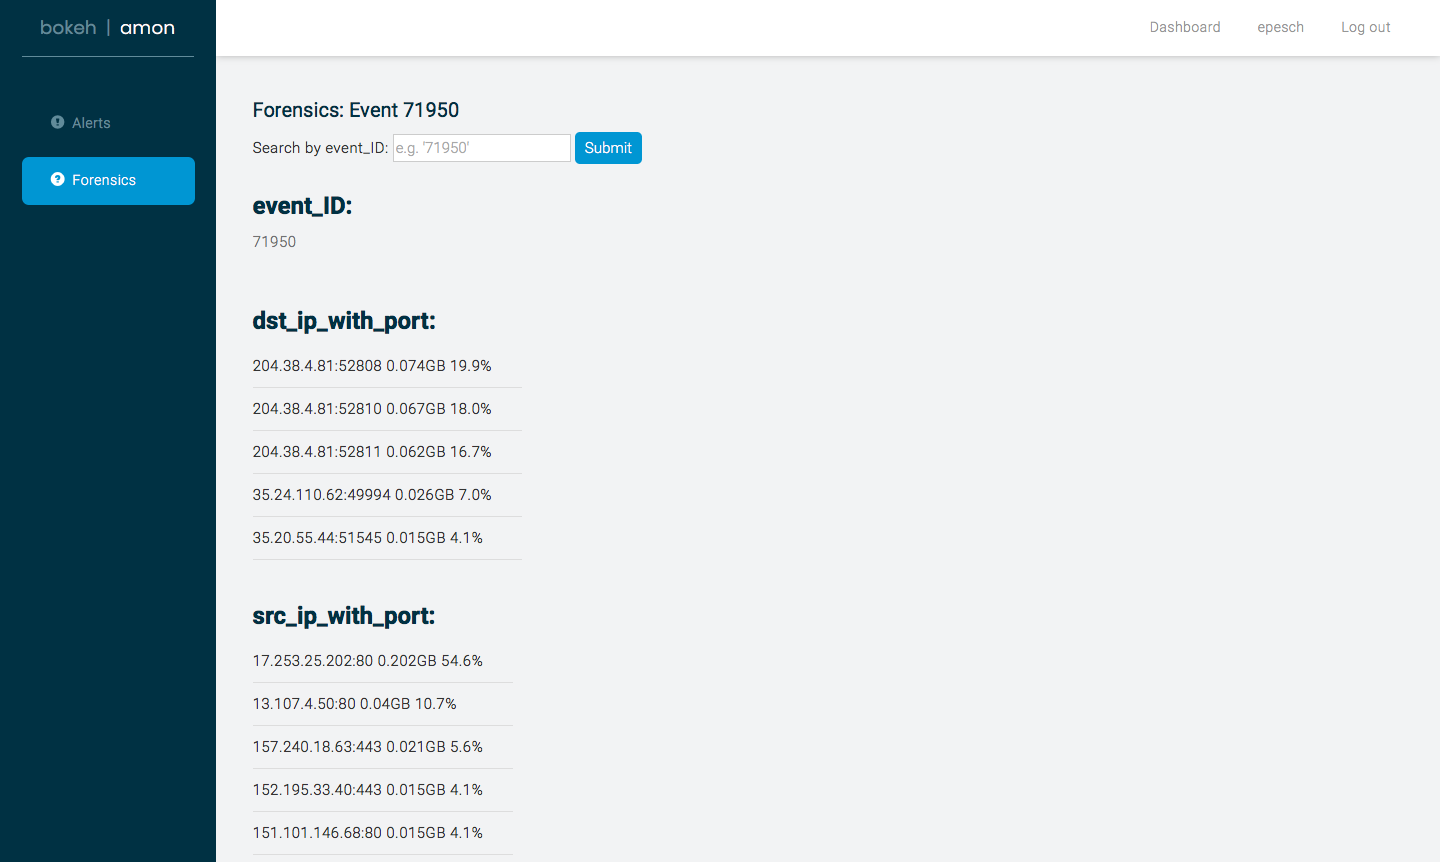 bokeh | amon
Dashboard epesch Log out
Alerts
Forensics
Forensics: Event 71950
Search by event_ID: e.g. '71950' Submit
event_ID:
71950
dst_ip_with_port:
204.38.4.81:52808 0.074GB 19.9%
204.38.4.81:52810 0.067GB 18.0%
204.38.4.81:52811 0.062GB 16.7%
35.24.110.62:49994 0.026GB 7.0%
35.20.55.44:51545 0.015GB 4.1%
src_ip_with_port:
17.253.25.202:80 0.202GB 54.6%
13.107.4.50:80 0.04GB 10.7%
157.240.18.63:443 0.021GB 5.6%
152.195.33.40:443 0.015GB 4.1%
151.101.146.68:80 0.015GB 4.1%